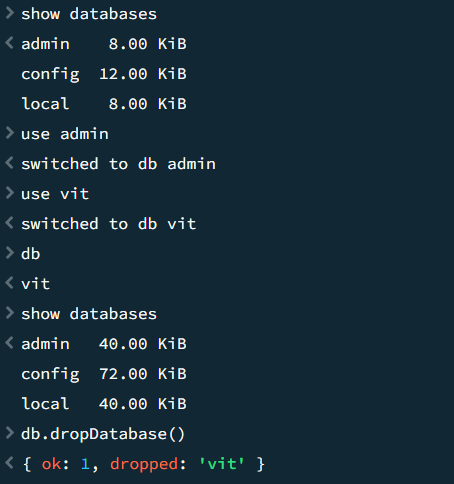 > show databases
< admin    8.00 KiB
config  12.00 KiB
local    8.00 KiB
> use admin
< switched to db admin
> use vit
< switched to db vit
> db
< vit
> show databases
< admin   40.00 KiB
config  72.00 KiB
local   40.00 KiB
> db.dropDatabase()
< { ok: 1, dropped: 'vit' }